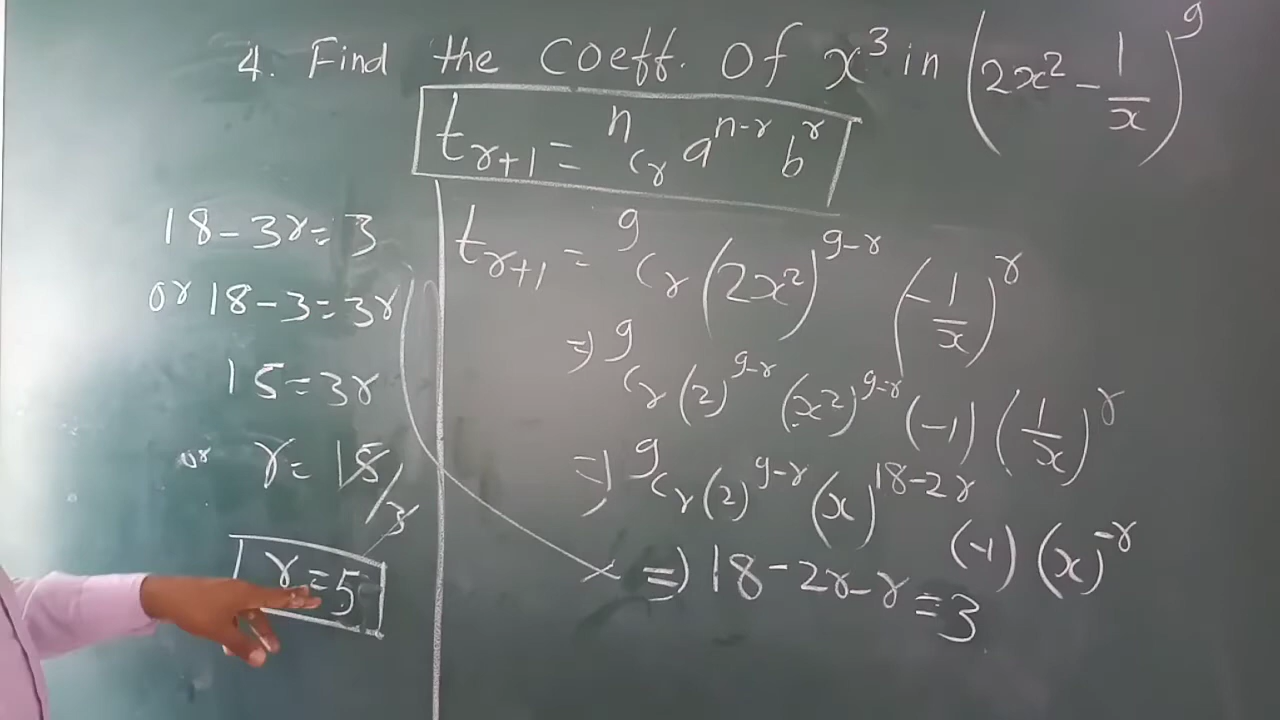 4. Find the coeff. of x³ in (2x² - 1/x)⁹
t_{r+1} = ⁿC_r a^{n-r} b^r
18 - 3r = 3
or 18 - 3 = 3r
15 = 3r
or r = 15/3
r = 5
t_{r+1} = ⁹C_r (2x²)^{9-r} (-1/x)^r
=> ⁹C_r (2)^{9-r} (x²)^{9-r} (-1) (1/x)^r
=> ⁹C_r (2)^{9-r} (x)^{18-2r} (-1) (x)^{-r}
=> 18 - 2r - r = 3